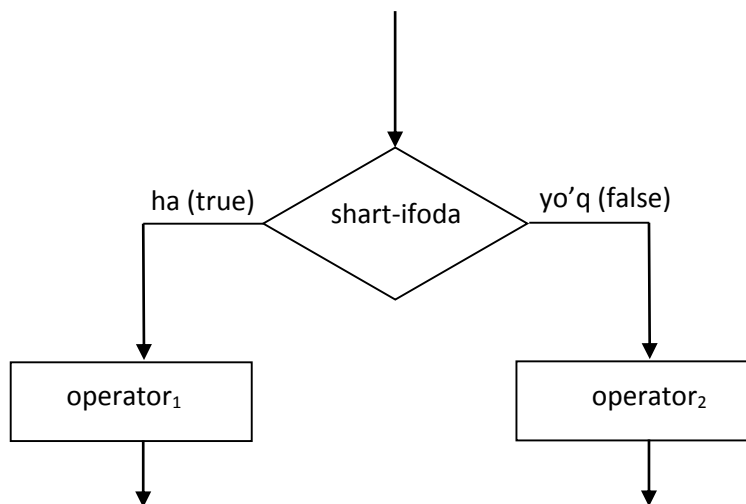 ha (true)
yo’q (false)
shart-ifoda
operator₁
operator₂